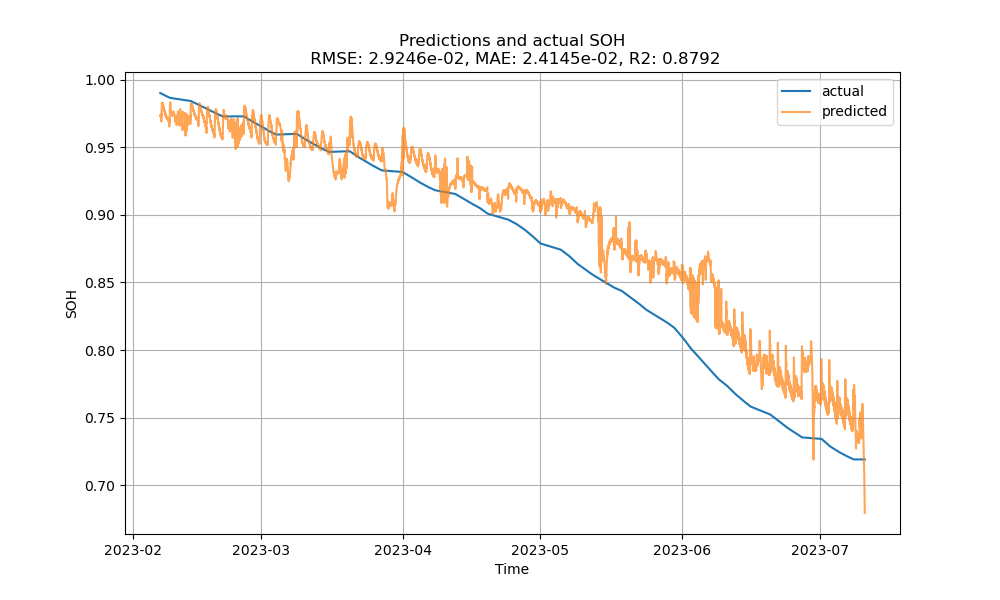 Predictions and actual SOH
RMSE: 2.9246e-02, MAE: 2.4145e-02, R2: 0.8792
actual
predicted
1.00
0.95
0.90
0.85
0.80
0.75
0.70
SOH
2023-02 2023-03 2023-04 2023-05 2023-06 2023-07
Time